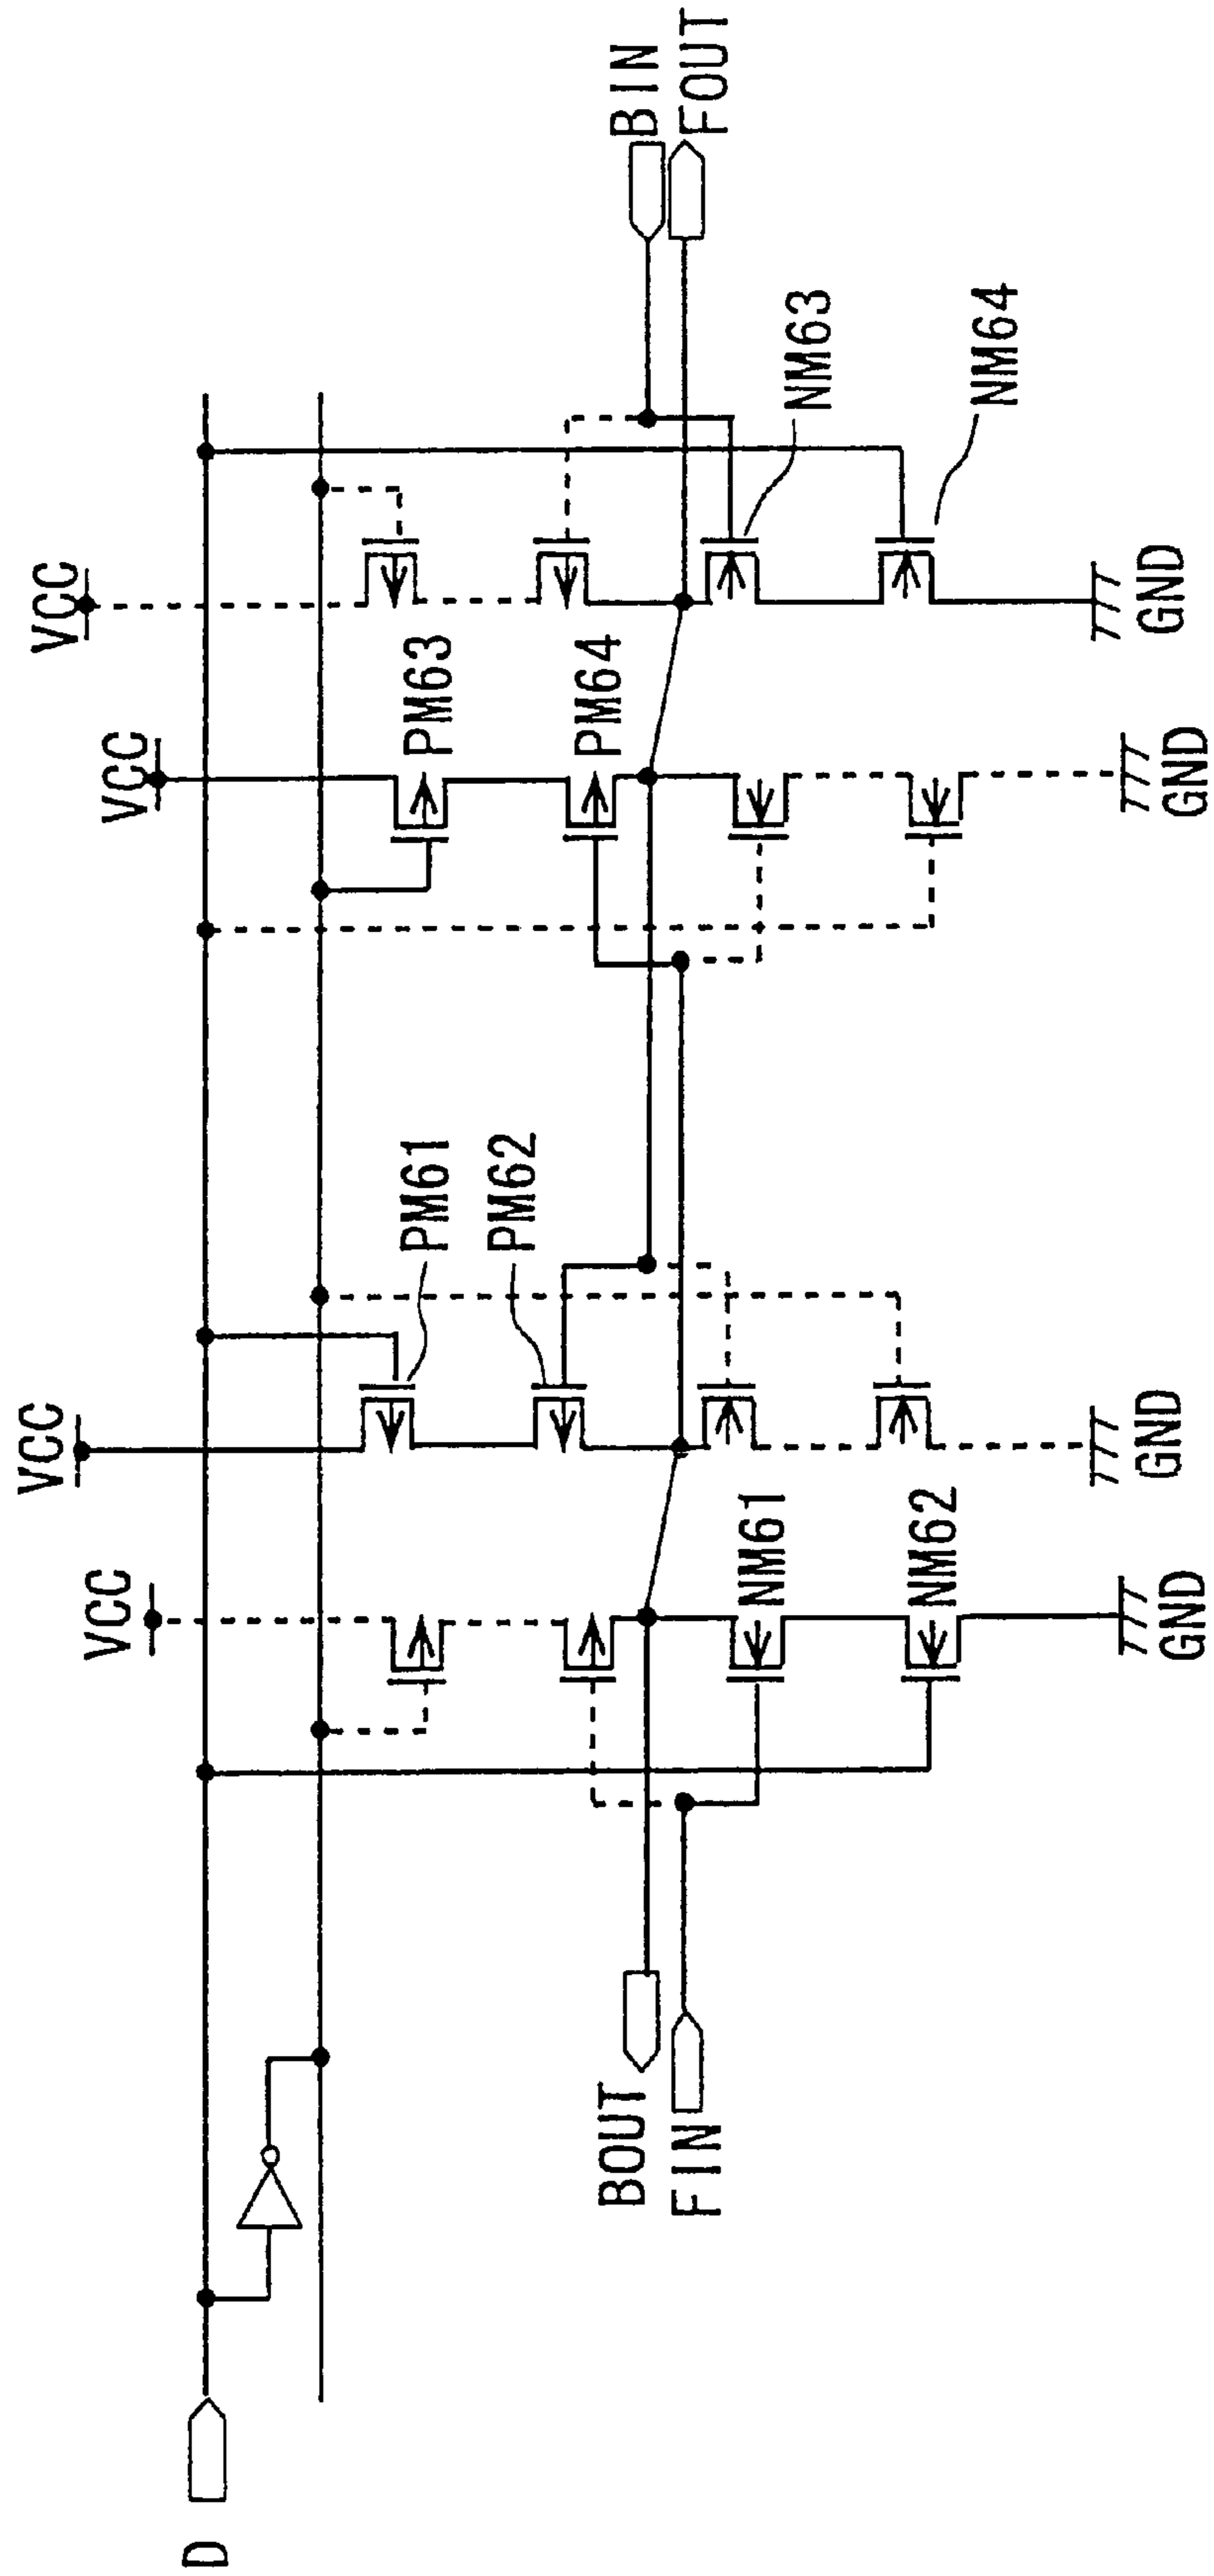 D
BOUT
FIN
VCC
VCC
VCC
VCC
PM61
PM62
PM63
PM64
NM61
NM62
NM63
NM64
GND
GND
GND
GND
BIN
FOUT